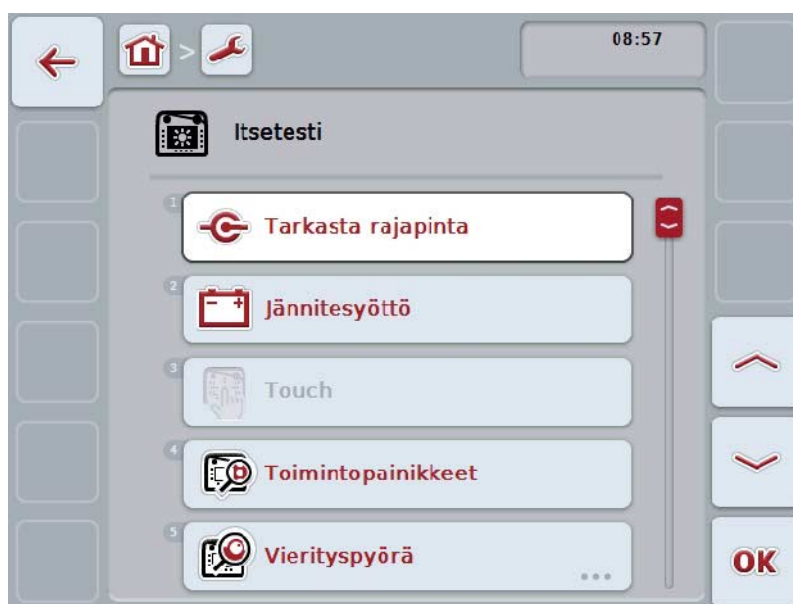 08:57
Itsetesti
1
Tarkasta rajapinta
2
Jännitesyöttö
3
Touch
4
Toimintopainikkeet
5
Vierityspyörä
...
OK